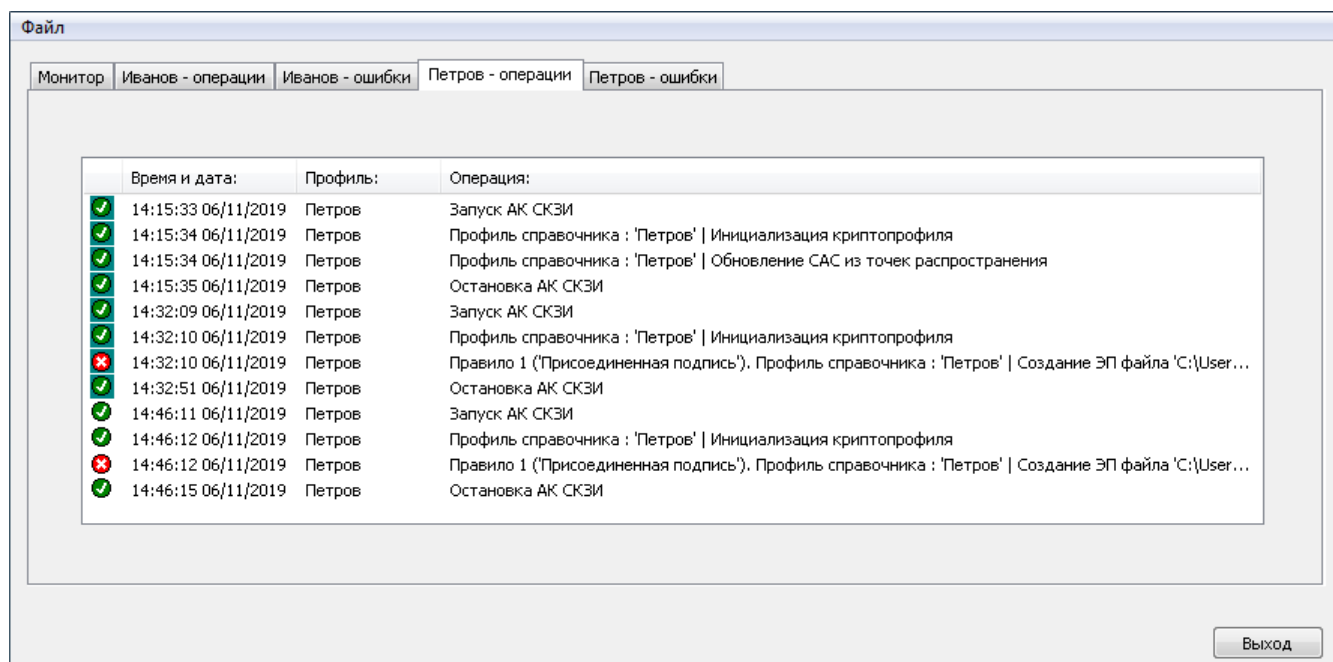 Файл
Монитор Иванов - операции Иванов - ошибки Петров - операции Петров - ошибки
Время и дата: Профиль: Операция:
14:15:33 06/11/2019 Петров Запуск АК СКЗИ
14:15:34 06/11/2019 Петров Профиль справочника : 'Петров' | Инициализация криптопрофиля
14:15:34 06/11/2019 Петров Профиль справочника : 'Петров' | Обновление САС из точек распространения
14:15:35 06/11/2019 Петров Остановка АК СКЗИ
14:32:09 06/11/2019 Петров Запуск АК СКЗИ
14:32:10 06/11/2019 Петров Профиль справочника : 'Петров' | Инициализация криптопрофиля
14:32:10 06/11/2019 Петров Правило 1 ('Присоединенная подпись'). Профиль справочника : 'Петров' | Создание ЭП файла 'C:\User...
14:32:51 06/11/2019 Петров Остановка АК СКЗИ
14:46:11 06/11/2019 Петров Запуск АК СКЗИ
14:46:12 06/11/2019 Петров Профиль справочника : 'Петров' | Инициализация криптопрофиля
14:46:12 06/11/2019 Петров Правило 1 ('Присоединенная подпись'). Профиль справочника : 'Петров' | Создание ЭП файла 'C:\User...
14:46:15 06/11/2019 Петров Остановка АК СКЗИ
Выход